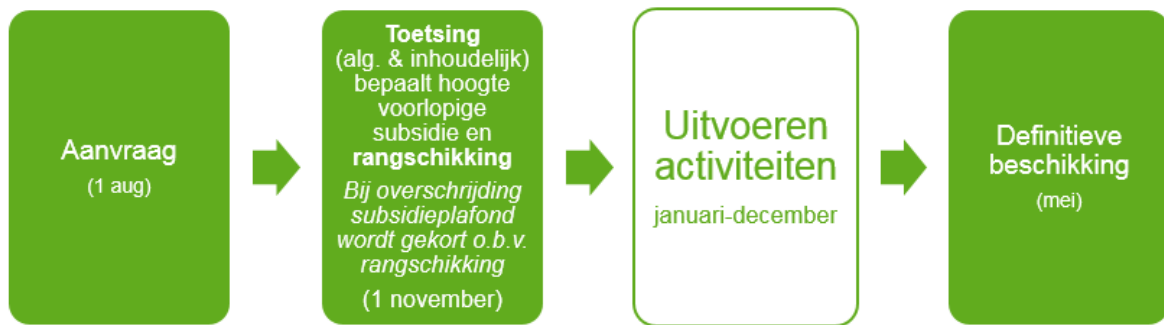 Aanvraag
(1 aug)
Toetsing
(alg. & inhoudelijk)
bepaalt hoogte
voorlopige
subsidie en
rangschikking
Bij overschrijding
subsidieplafond
wordt gekort o.b.v.
rangschikking
(1 november)
Uitvoeren
activiteiten
januari-december
Definitieve
beschikking
(mei)